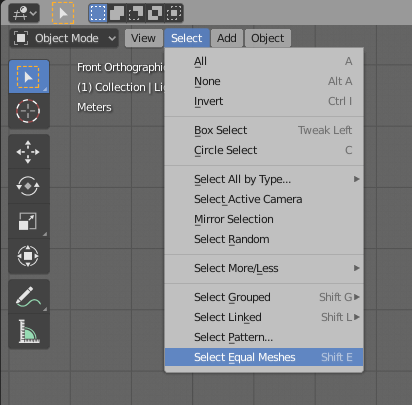 Object Mode View Select Add Object
Front Orthographic
(1) Collection | Li
Meters
All A
None Alt A
Invert Ctrl I
Box Select Tweak Left
Circle Select C
Select All by Type...
Select Active Camera
Mirror Selection
Select Random
Select More/Less
Select Grouped Shift G
Select Linked Shift L
Select Pattern...
Select Equal Meshes Shift E